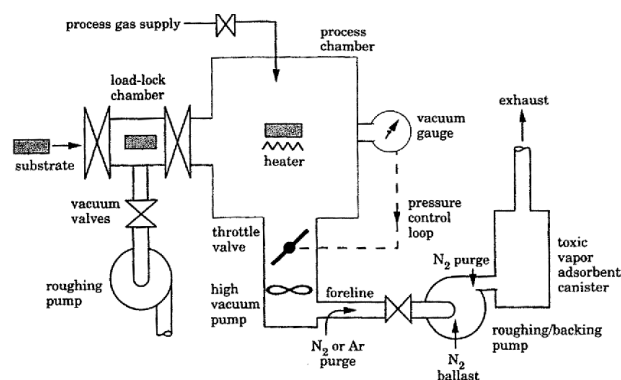 process gas supply
process
chamber
load-lock
chamber
vacuum
gauge
exhaust
substrate
heater
vacuum
valves
throttle
valve
pressure
control
loop
N₂ purge
toxic
vapor
adsorbent
canister
roughing
pump
high vacuum
pump
foreline
roughing/backing
pump
N₂ or Ar
purge
N₂
ballast